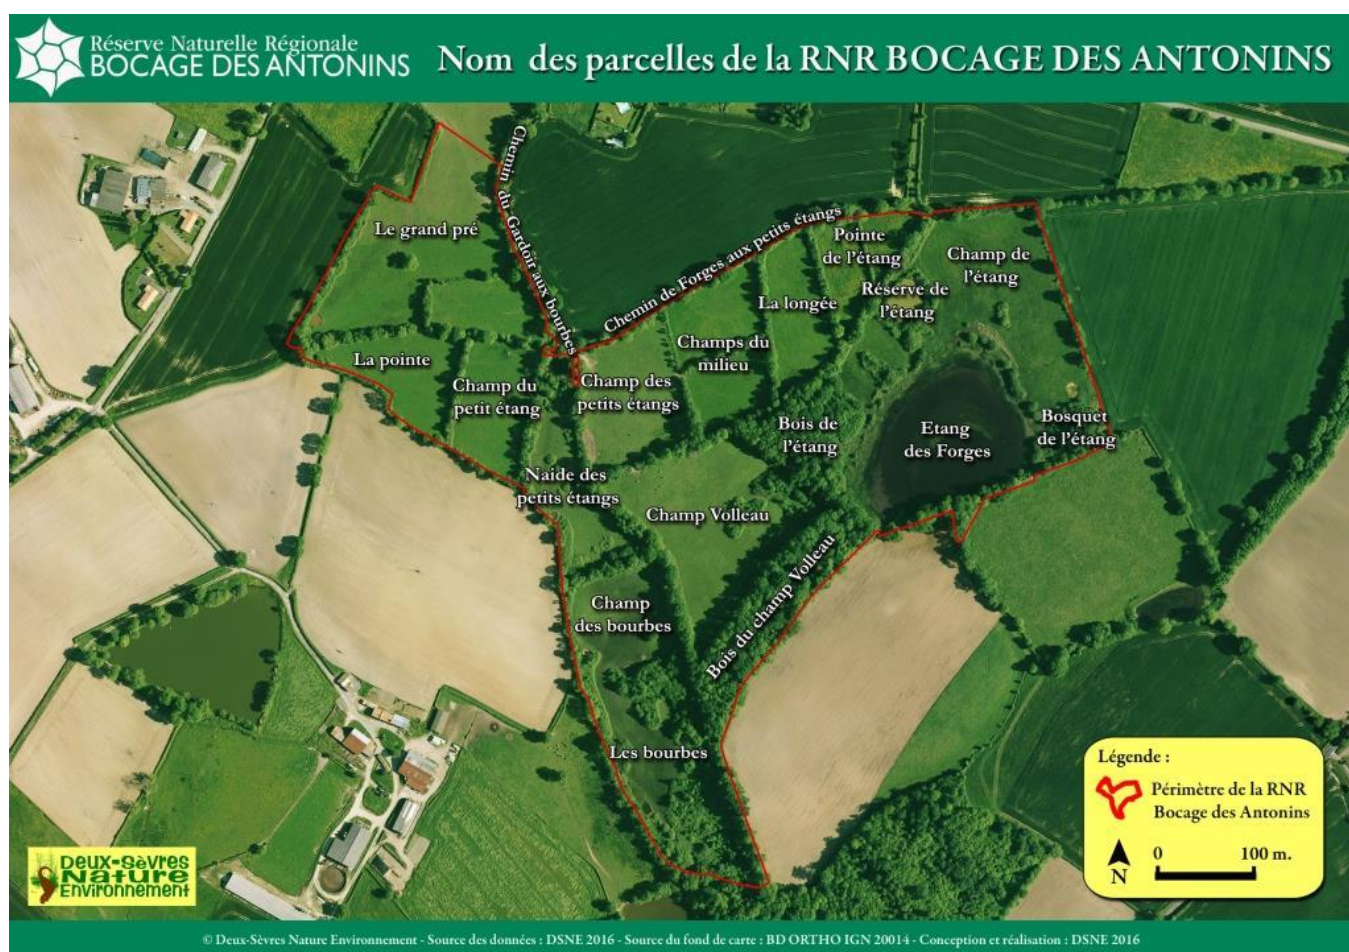 Réserve Naturelle Régionale
BOCAGE DES ANTONINS
Nom des parcelles de la RNR BOCAGE DES ANTONINS
Chemin du Gardoir aux bourbes
Chemin de Forges aux petits étangs
Le grand pré
Pointe
de l'étang
Champ de
l'étang
Réserve de
l'étang
La longée
Champs du
milieu
La pointe
Champ du
petit étang
Champ des
petits étangs
Bois de
l'étang
Etang
des Forges
Bosquet
de l'étang
Naide des
petits étangs
Champ Volleau
Bois du champ Volleau
Champ
des bourbes
Les bourbes
Légende :
Périmètre de la RNR
Bocage des Antonins
0 100 m.
N
Deux-Sèvres
Nature
Environnement
© Deux-Sèvres Nature Environnement - Source des données : DSNE 2016 - Source du fond de carte : BD ORTHO IGN 20014 - Conception et réalisation : DSNE 2016